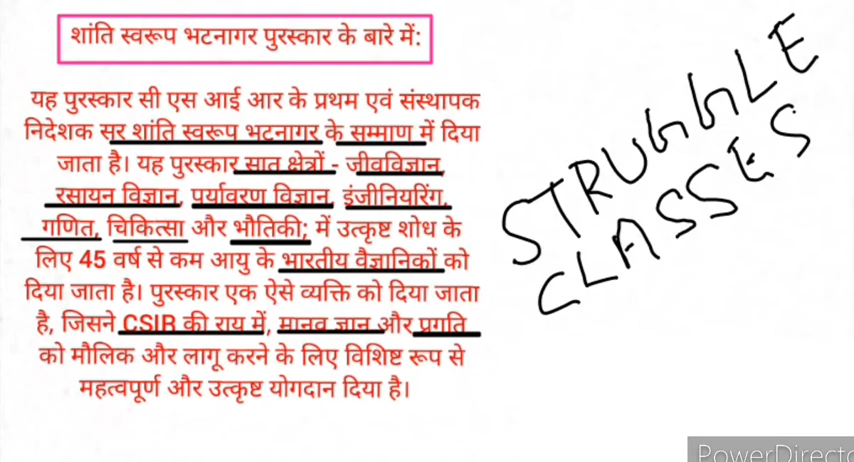 शांति स्वरूप भटनागर पुरस्कार के बारे में:
यह पुरस्कार सी एस आई आर के प्रथम एवं संस्थापक
निदेशक सर शांति स्वरूप भटनागर के सम्माण में दिया
जाता है। यह पुरस्कार सात क्षेत्रों - जीवविज्ञान,
रसायन विज्ञान, पर्यावरण विज्ञान, इंजीनियरिंग,
गणित, चिकित्सा और भौतिकी; में उत्कृष्ट शोध के
लिए 45 वर्ष से कम आयु के भारतीय वैज्ञानिकों को
दिया जाता है। पुरस्कार एक ऐसे व्यक्ति को दिया जाता
है, जिसने CSIR की राय में, मानव ज्ञान और प्रगति
को मौलिक और लागू करने के लिए विशिष्ट रूप से
महत्वपूर्ण और उत्कृष्ट योगदान दिया है।
STRUGGLE
CLASSES
PowerDirecto